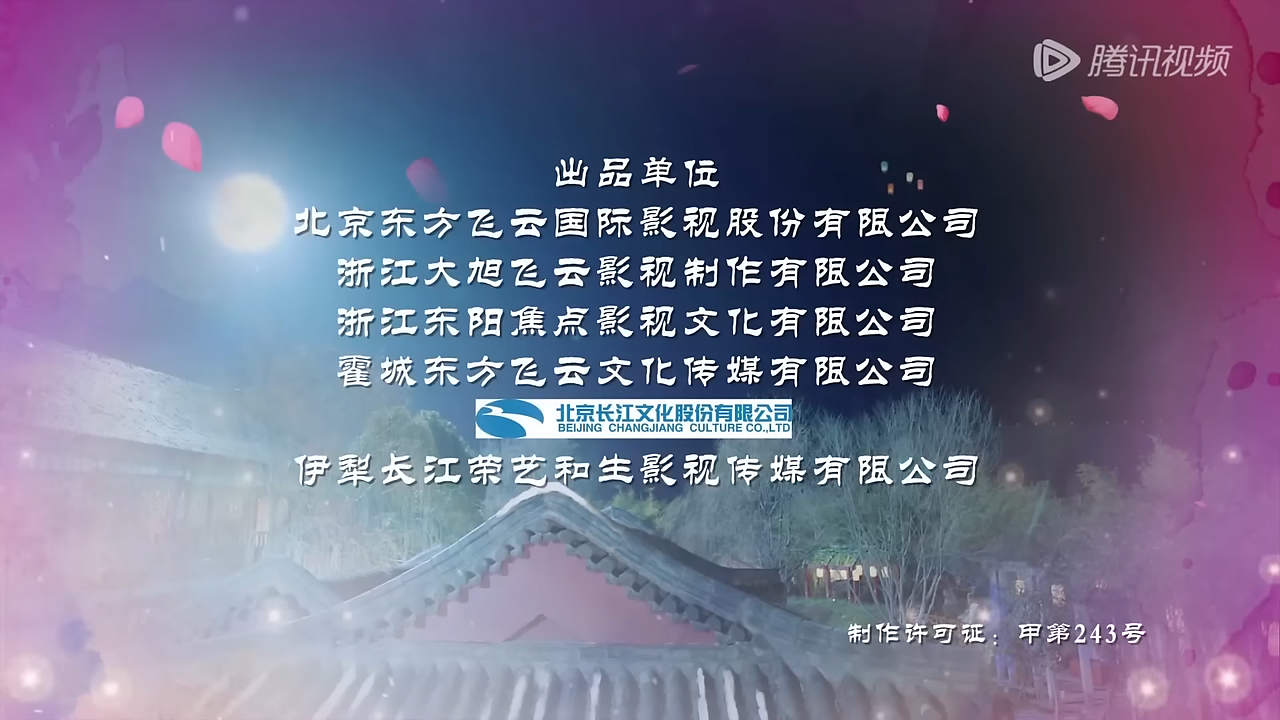 腾讯视频
出品单位
北京东方飞云国际影视股份有限公司
浙江大旭飞云影视制作有限公司
浙江东阳焦点影视文化有限公司
霍城东方飞云文化传媒有限公司
北京长江文化股份有限公司
BEIJING CHANGJIANG CULTURE CO.,LTD
伊犁长江荣艺和生影视传媒有限公司
制作许可证：甲第243号